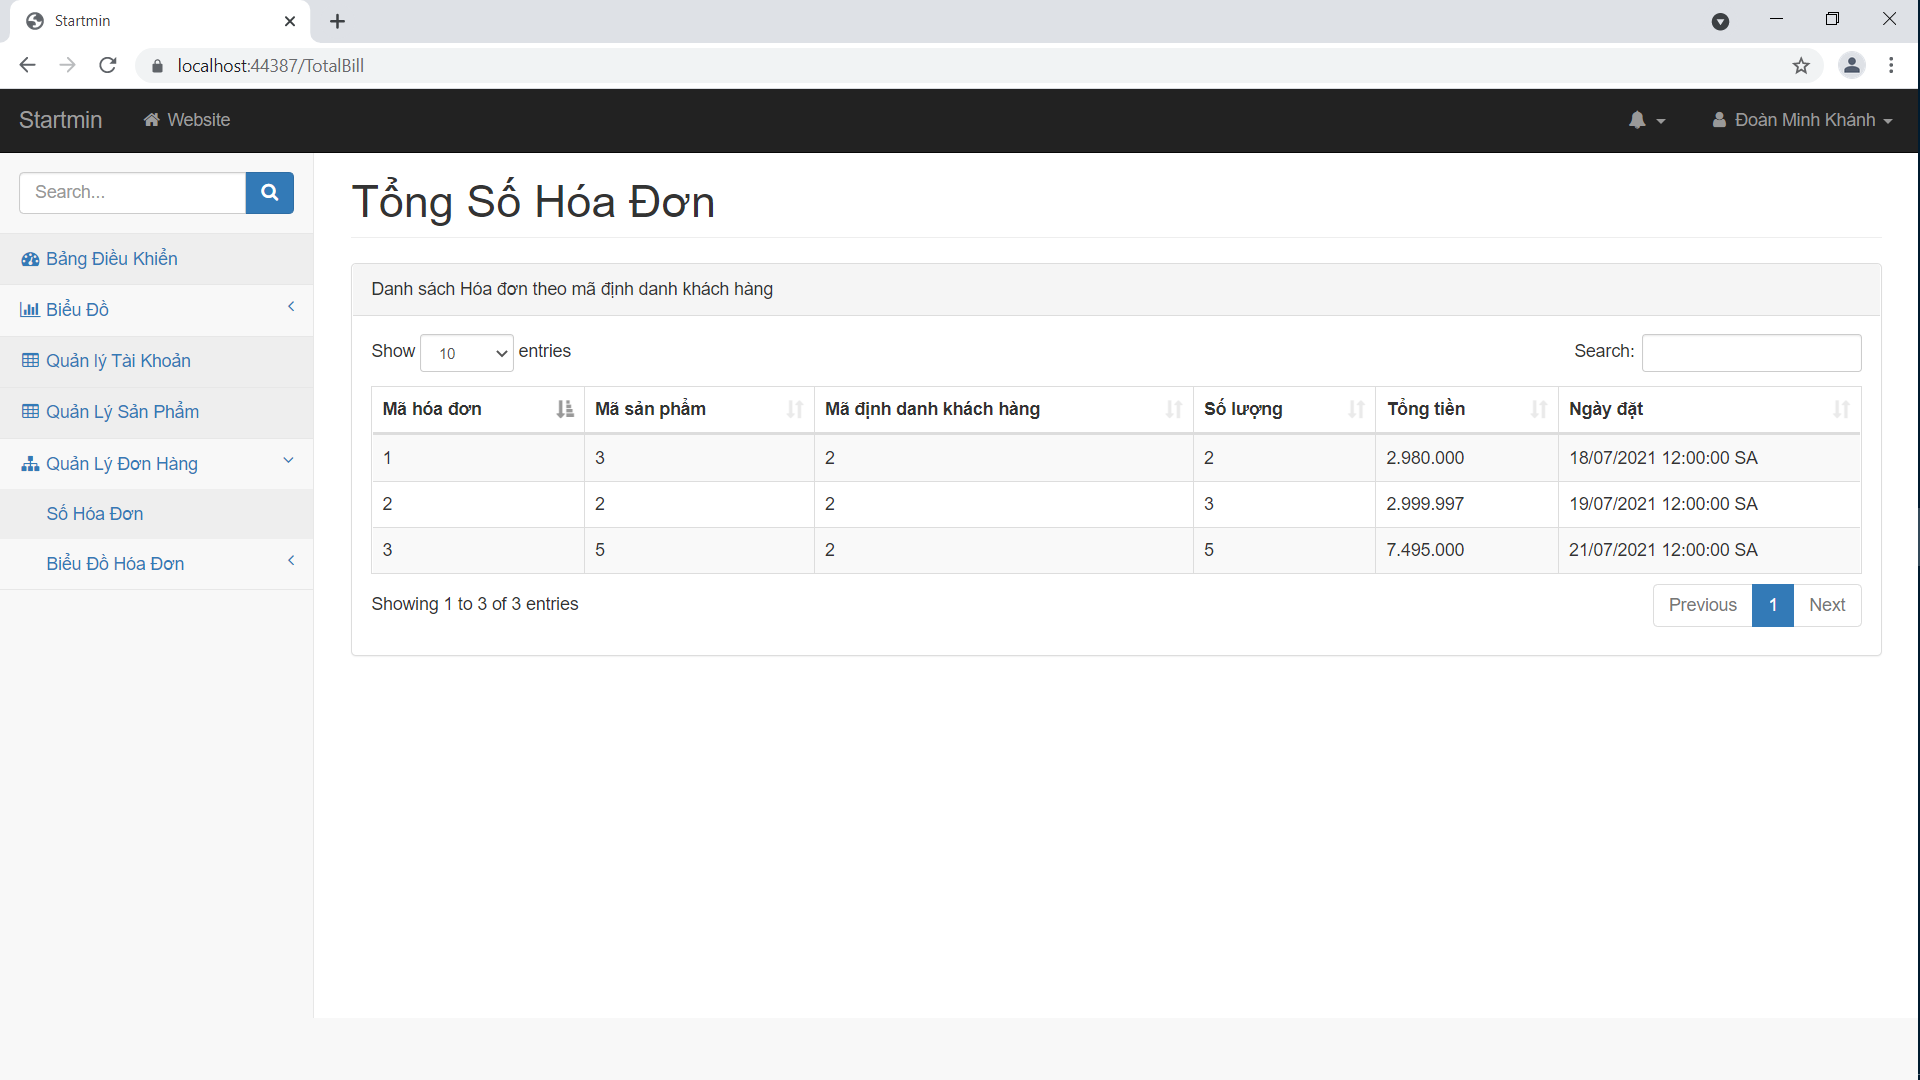 Startmin
localhost:44387/TotalBill
Startmin Website Đoàn Minh Khánh
Search...
Bảng Điều Khiển
Biểu Đồ
Quản lý Tài Khoản
Quản Lý Sản Phẩm
Quản Lý Đơn Hàng
Số Hóa Đơn
Biểu Đồ Hóa Đơn
Tổng Số Hóa Đơn
Danh sách Hóa đơn theo mã định danh khách hàng
Show 10 entries Search:
Mã hóa đơn Mã sản phẩm Mã định danh khách hàng Số lượng Tổng tiền Ngày đặt
1 3 2 2 2.980.000 18/07/2021 12:00:00 SA
2 2 2 3 2.999.997 19/07/2021 12:00:00 SA
3 5 2 5 7.495.000 21/07/2021 12:00:00 SA
Showing 1 to 3 of 3 entries Previous 1 Next